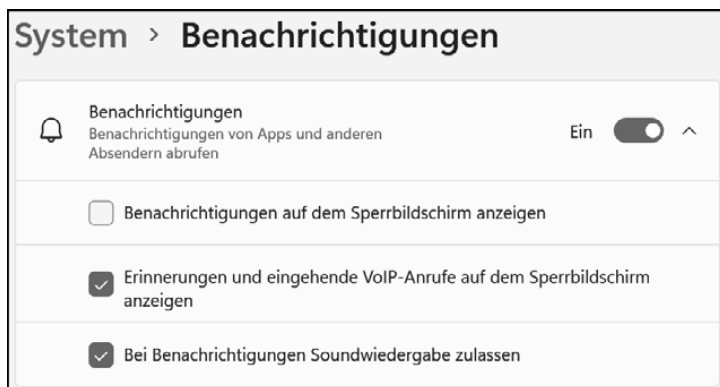 System > Benachrichtigungen
Benachrichtigungen
Benachrichtigungen von Apps und anderen
Absendern abrufen
Ein
Benachrichtigungen auf dem Sperrbildschirm anzeigen
Erinnerungen und eingehende VoIP-Anrufe auf dem Sperrbildschirm
anzeigen
Bei Benachrichtigungen Soundwiedergabe zulassen